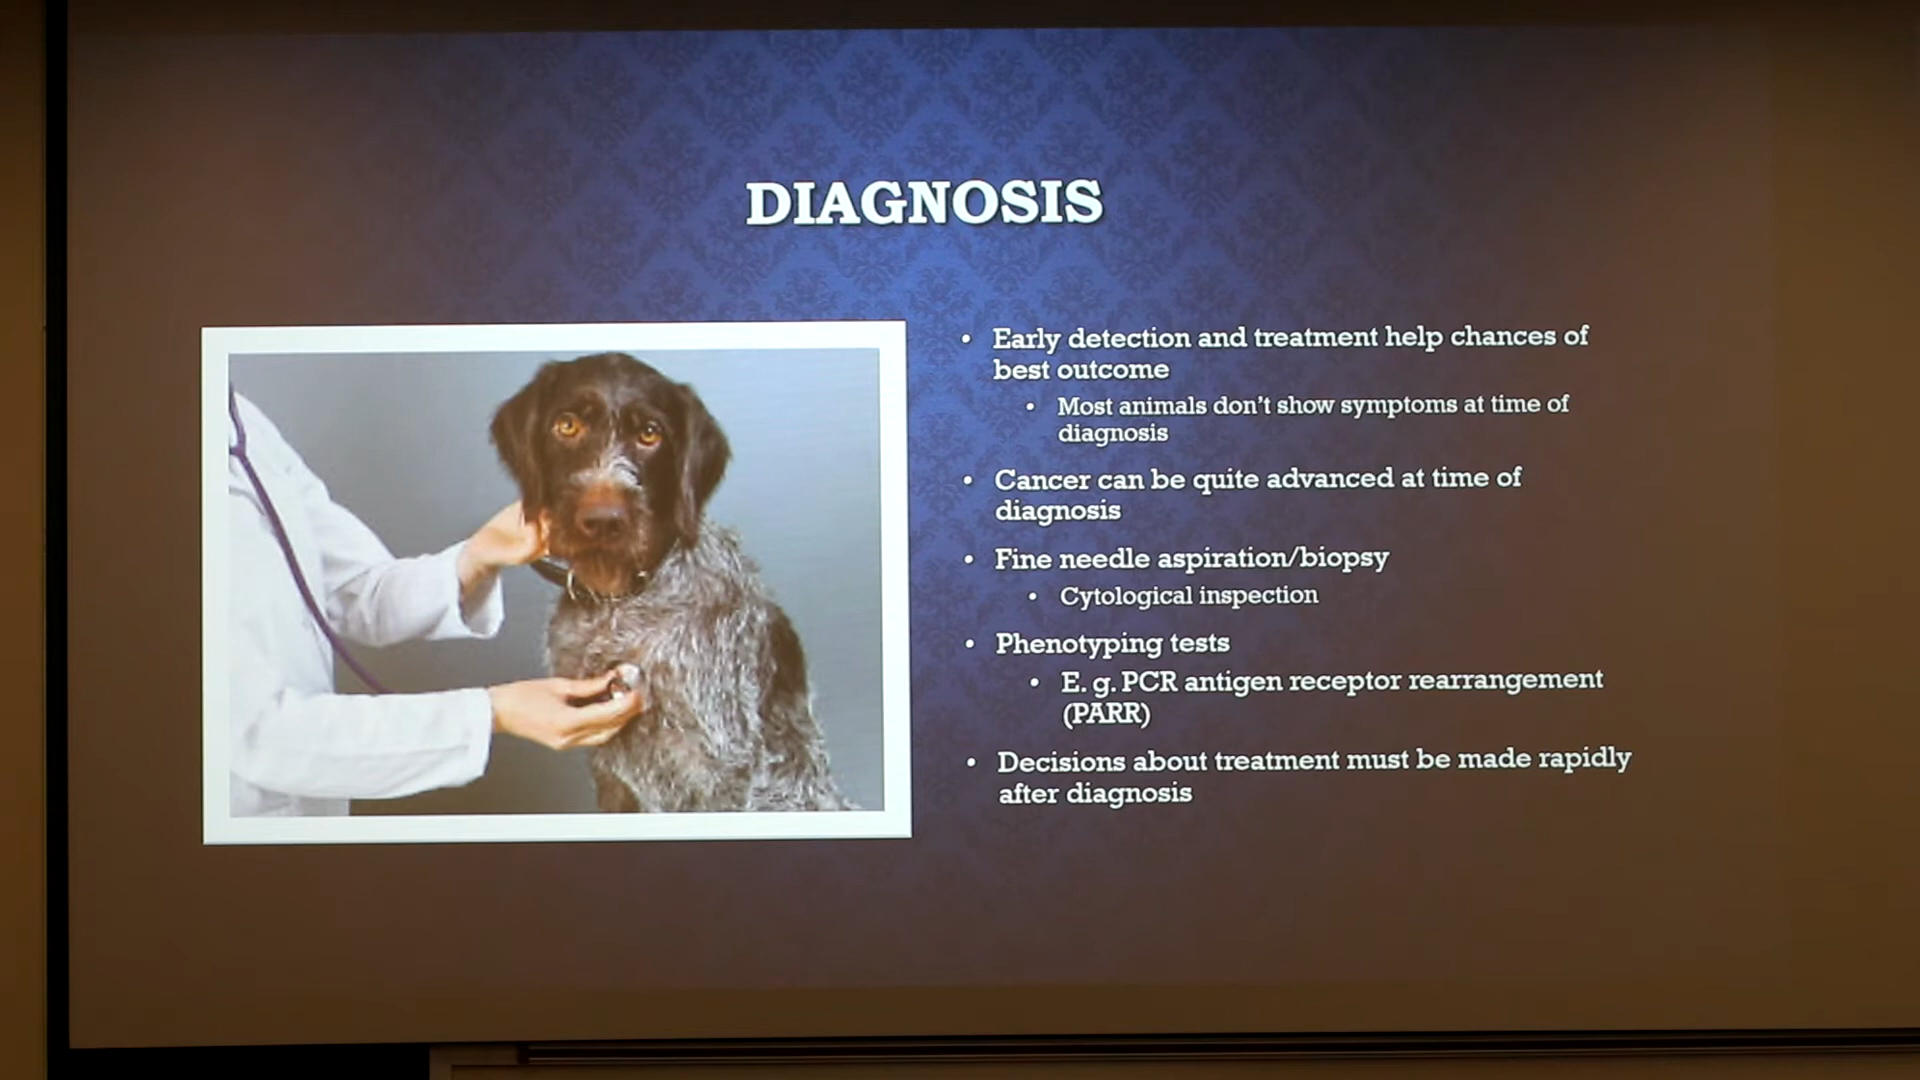 DIAGNOSIS
• Early detection and treatment help chances of
best outcome
• Most animals don't show symptoms at time of
diagnosis
• Cancer can be quite advanced at time of
diagnosis
• Fine needle aspiration/biopsy
• Cytological inspection
• Phenotyping tests
• E. g. PCR antigen receptor rearrangement
(PARR)
• Decisions about treatment must be made rapidly
after diagnosis